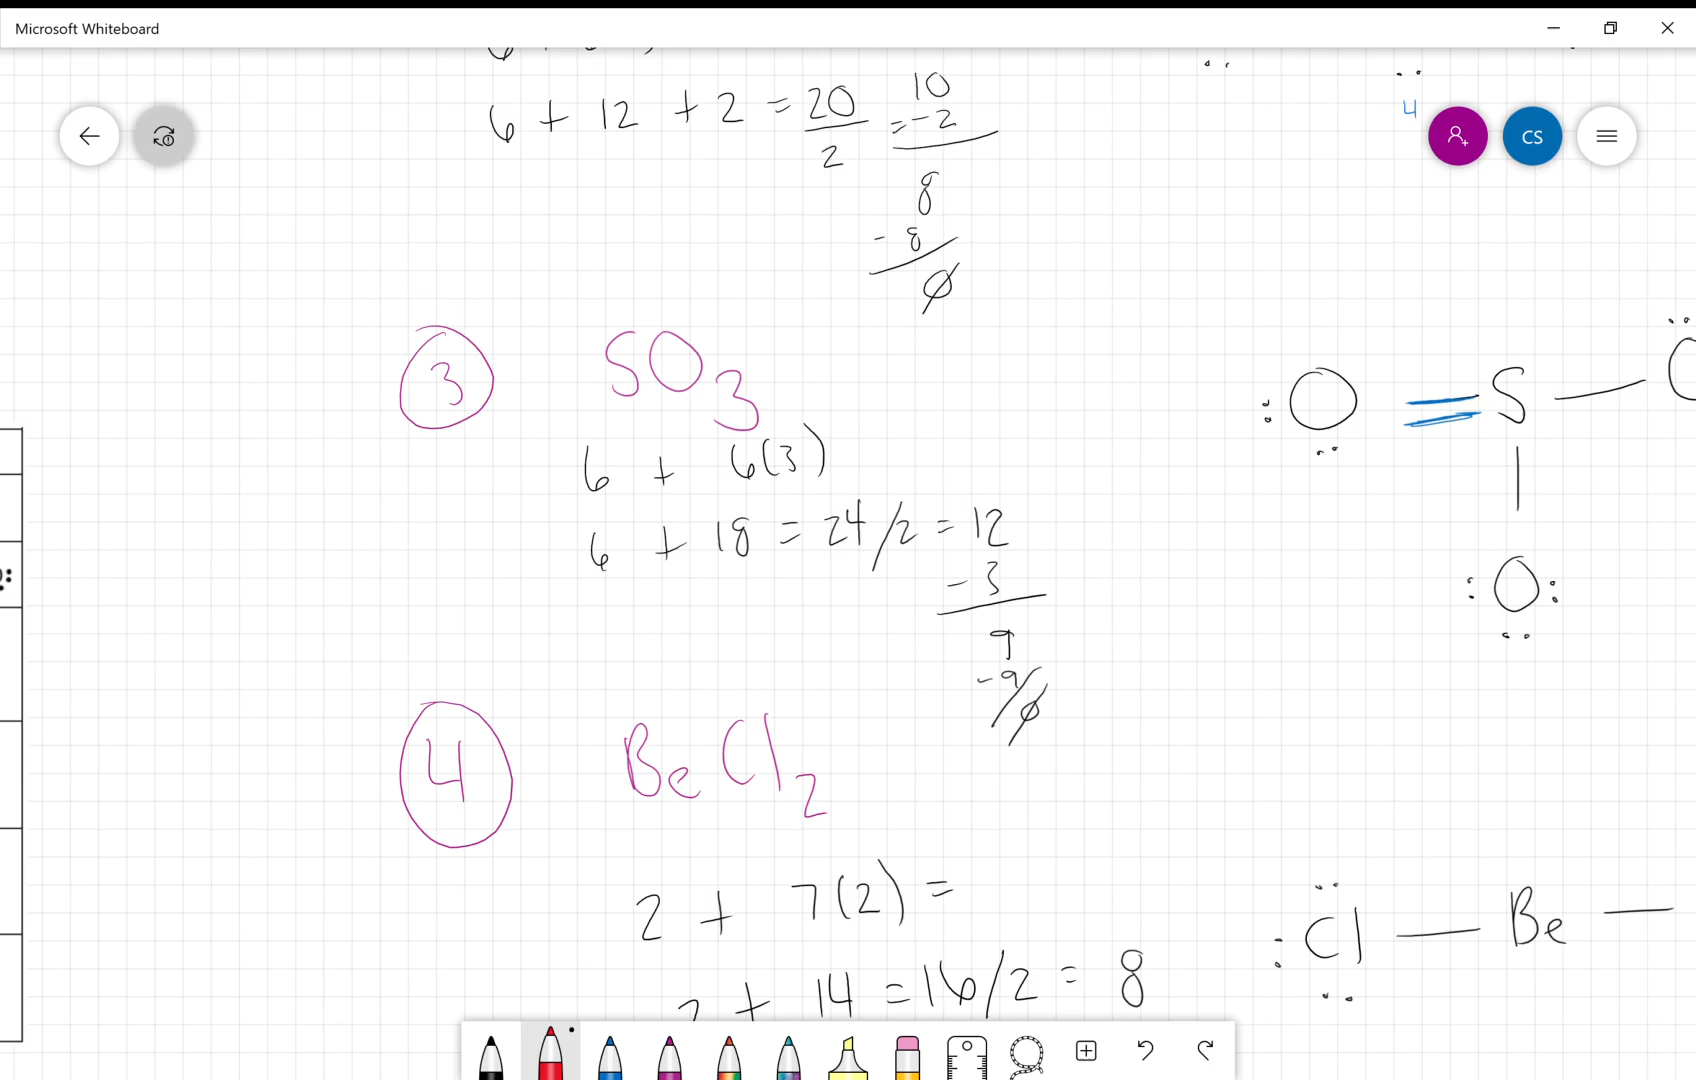 Microsoft Whiteboard
6 + 12 + 2 = 20/2 = 10
- 2
8
- 8
0
4
CS
3 SO3
6 + 6(3)
6 + 18 = 24/2 = 12
- 3
9
- 9
0
:O = S — O
|
:O:
4 BeCl2
2 + 7(2) =
2 + 14 = 16/2 = 8
:Cl — Be —